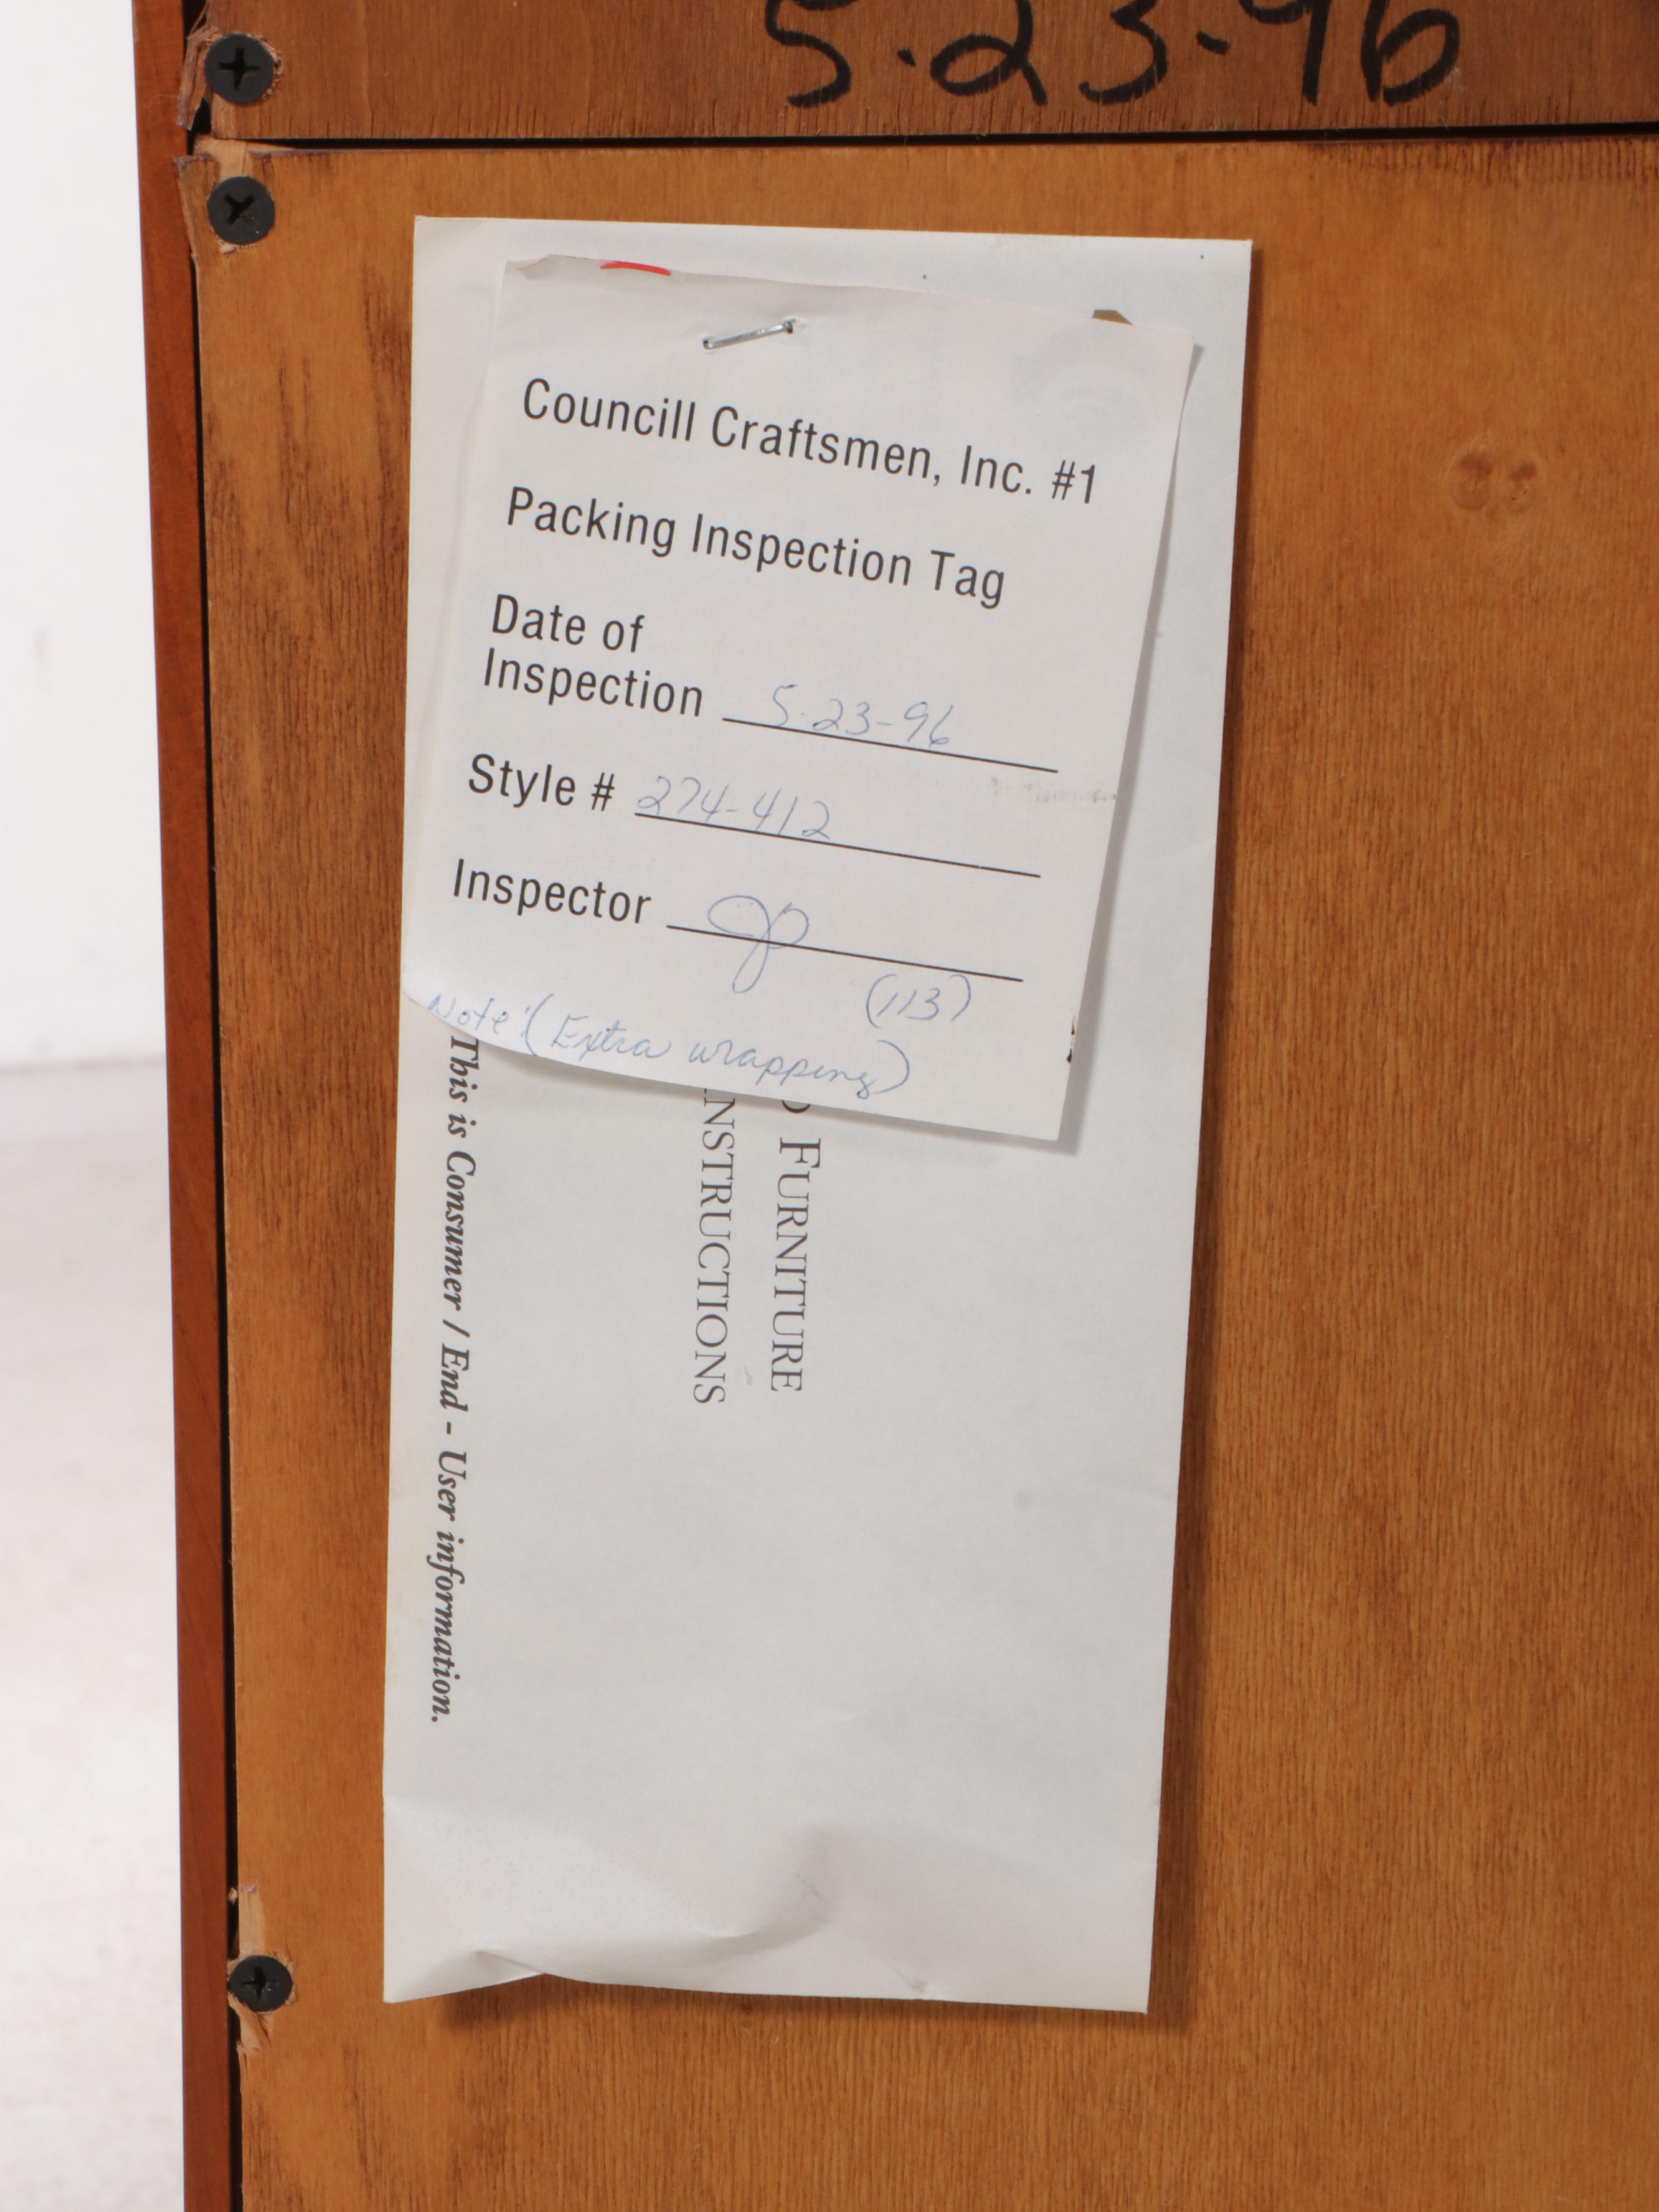 5·23-96
Councill Craftsmen, Inc. #1
Packing Inspection Tag
Date of
Inspection 5-23-96
Style # 274-412
Inspector
(113)
Note: (Extra wrapping)
FURNITURE
INSTRUCTIONS
This is Consumer / End - User information.